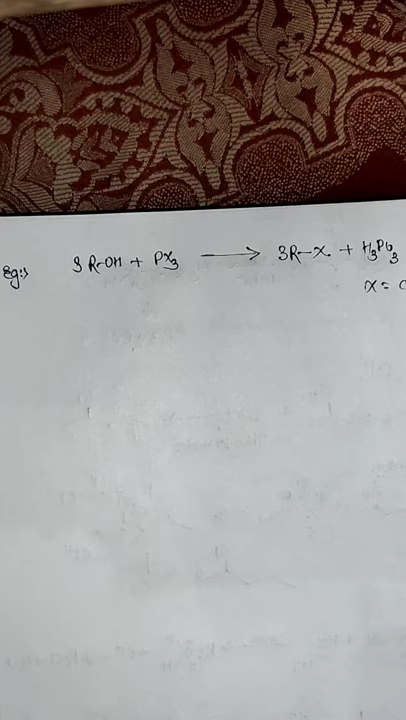 Eg:) 3 R-OH + PX₃ ⟶ 3R-X + H₃PO₃
X =